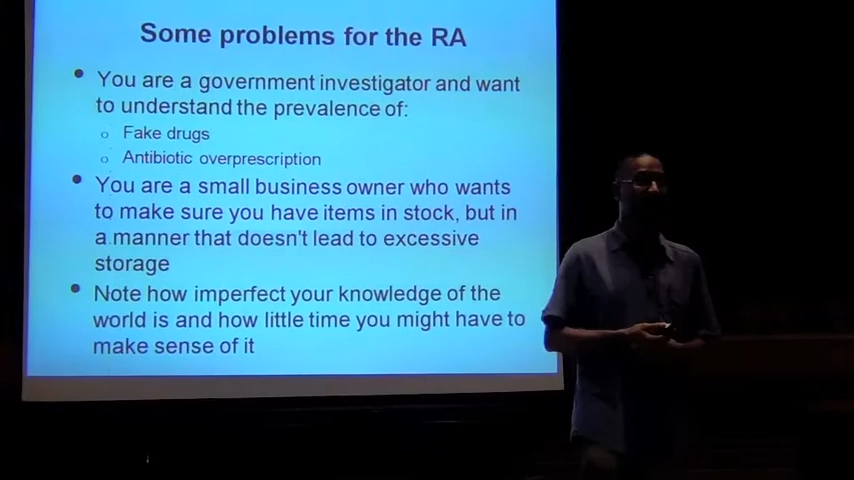 Some problems for the RA
• You are a government investigator and want
to understand the prevalence of:
o Fake drugs
o Antibiotic overprescription
• You are a small business owner who wants
to make sure you have items in stock, but in
a manner that doesn't lead to excessive
storage
• Note how imperfect your knowledge of the
world is and how little time you might have to
make sense of it